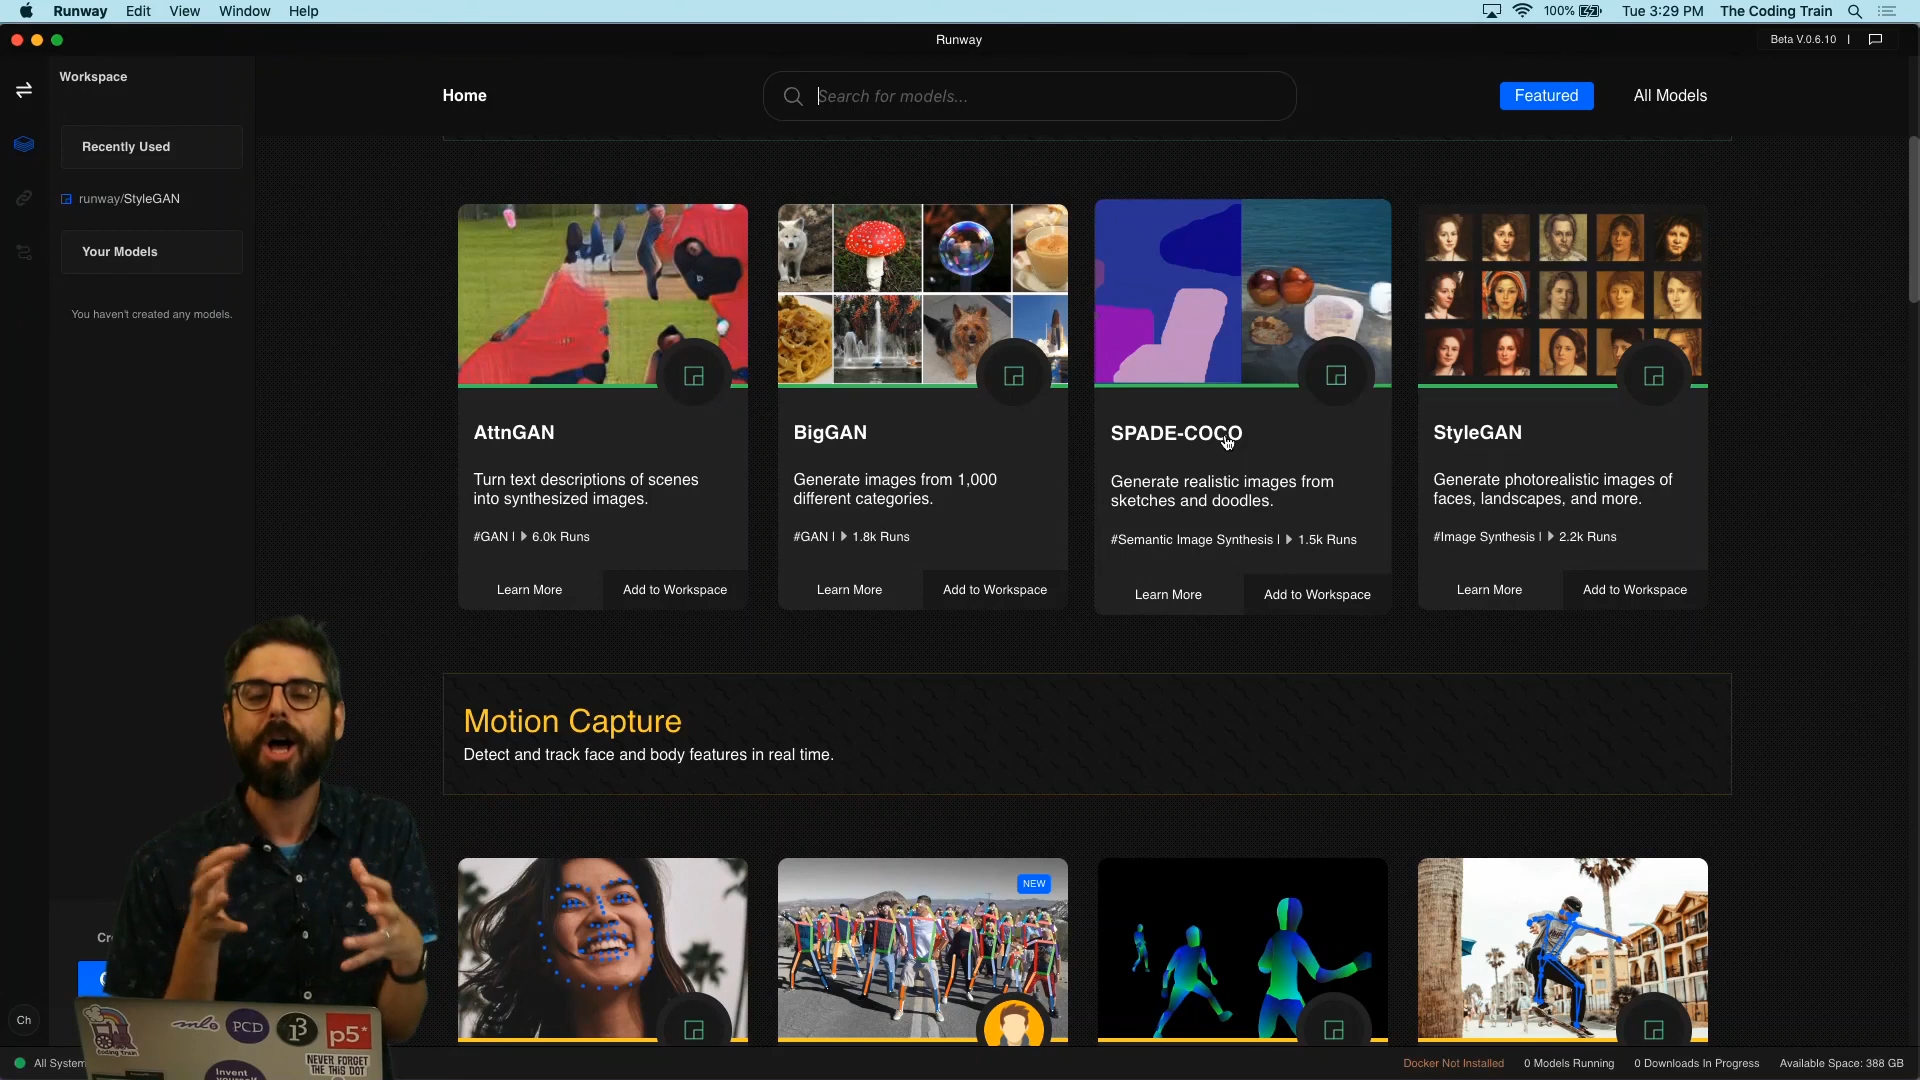 Runway Edit View Window Help
100% Tue 3:29 PM The Coding Train
Runway
Beta V.0.6.10 |
Workspace
Home
Search for models...
Featured
All Models
Recently Used
runway/StyleGAN
Your Models
You haven't created any models.
AttnGAN
Turn text descriptions of scenes
into synthesized images.
#GAN | 6.0k Runs
Learn More
Add to Workspace
BigGAN
Generate images from 1,000
different categories.
#GAN | 1.8k Runs
Learn More
Add to Workspace
SPADE-COCO
Generate realistic images from
sketches and doodles.
#Semantic Image Synthesis | 1.5k Runs
Learn More
Add to Workspace
StyleGAN
Generate photorealistic images of
faces, landscapes, and more.
#Image Synthesis | 2.2k Runs
Learn More
Add to Workspace
Motion Capture
Detect and track face and body features in real time.
NEW
Ch
PCD
p5*
Coding Train
NEVER FORGET
THE THIS DOT
Invent
yourself
All System
Docker Not Installed
0 Models Running
0 Downloads In Progress
Available Space: 388 GB